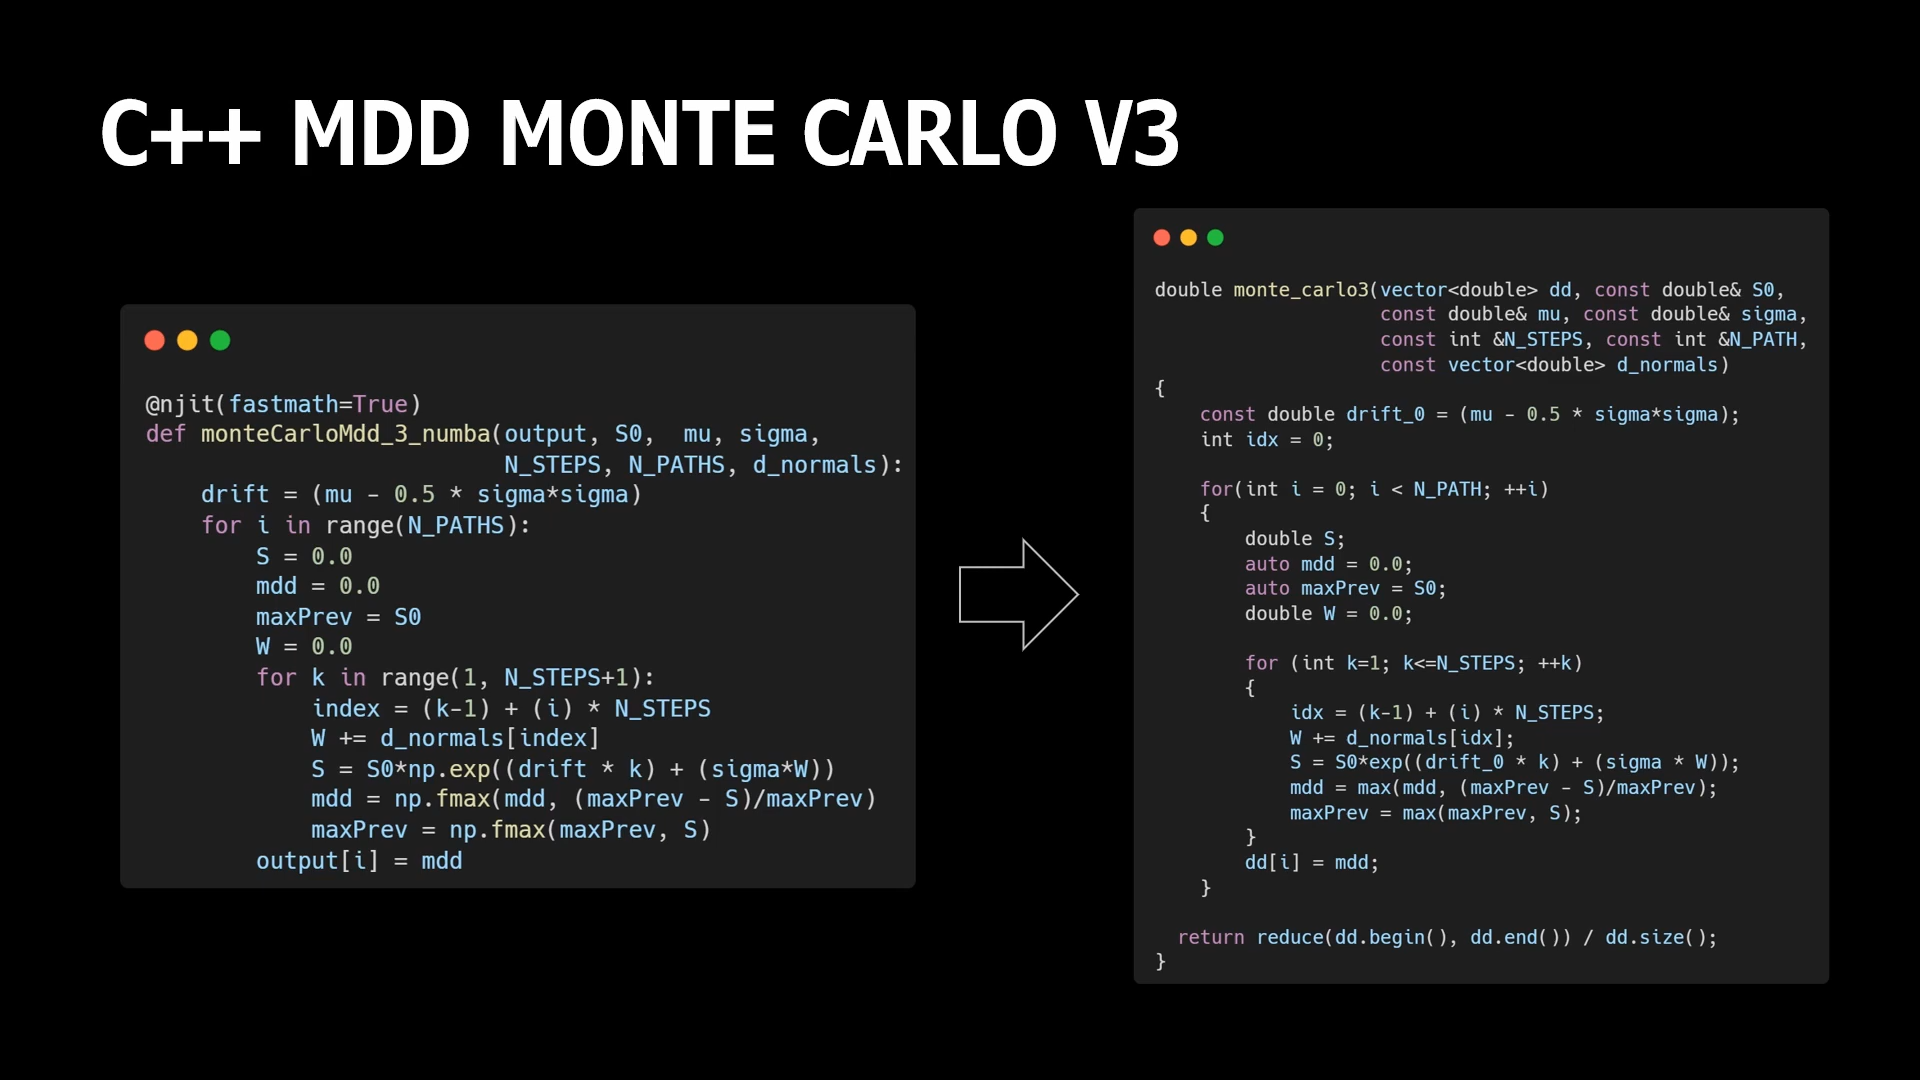 C++ MDD MONTE CARLO V3
@njit(fastmath=True)
def monteCarloMdd_3_numba(output, S0,  mu, sigma,
                          N_STEPS, N_PATHS, d_normals):
    drift = (mu - 0.5 * sigma*sigma)
    for i in range(N_PATHS):
        S = 0.0
        mdd = 0.0
        maxPrev = S0
        W = 0.0
        for k in range(1, N_STEPS+1):
            index = (k-1) + (i) * N_STEPS
            W += d_normals[index]
            S = S0*np.exp((drift * k) + (sigma*W))
            mdd = np.fmax(mdd, (maxPrev - S)/maxPrev)
            maxPrev = np.fmax(maxPrev, S)
        output[i] = mdd
double monte_carlo3(vector<double> dd, const double& S0,
                    const double& mu, const double& sigma,
                    const int &N_STEPS, const int &N_PATH,
                    const vector<double> d_normals)
{
    const double drift_0 = (mu - 0.5 * sigma*sigma);
    int idx = 0;
    for(int i = 0; i < N_PATH; ++i)
    {
        double S;
        auto mdd = 0.0;
        auto maxPrev = S0;
        double W = 0.0;
        for (int k=1; k<=N_STEPS; ++k)
        {
            idx = (k-1) + (i) * N_STEPS;
            W += d_normals[idx];
            S = S0*exp((drift_0 * k) + (sigma * W));
            mdd = max(mdd, (maxPrev - S)/maxPrev);
            maxPrev = max(maxPrev, S);
        }
        dd[i] = mdd;
    }
  return reduce(dd.begin(), dd.end()) / dd.size();
}